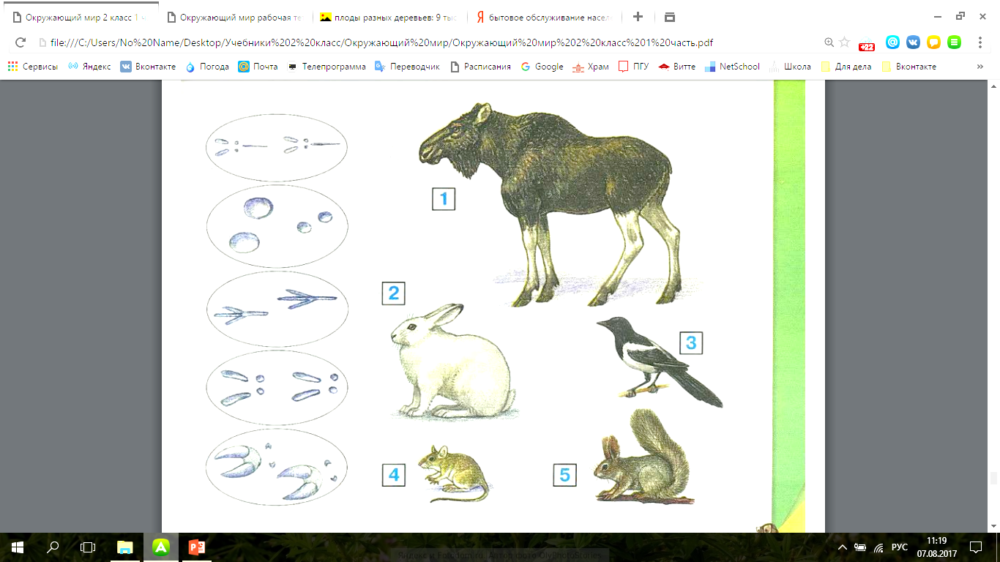 Окружающий мир 2 класс 1 ч
Окружающий мир рабочая те
плоды разных деревьев: 9 тыс
бытовое обслуживание насел
file:///C:/Users/No%20Name/Desktop/Учебники%202%20класс/Окружающий%20мир/Окружающий%20мир%202%20класс%201%20часть.pdf
+22
Сервисы Яндекс Вконтакте Погода Почта Телепрограмма Переводчик Расписания Google Храм ПГУ Витте NetSchool Школа Для дела Вконтакте »
1
2
3
4
5
РУС
11:19
07.08.2017